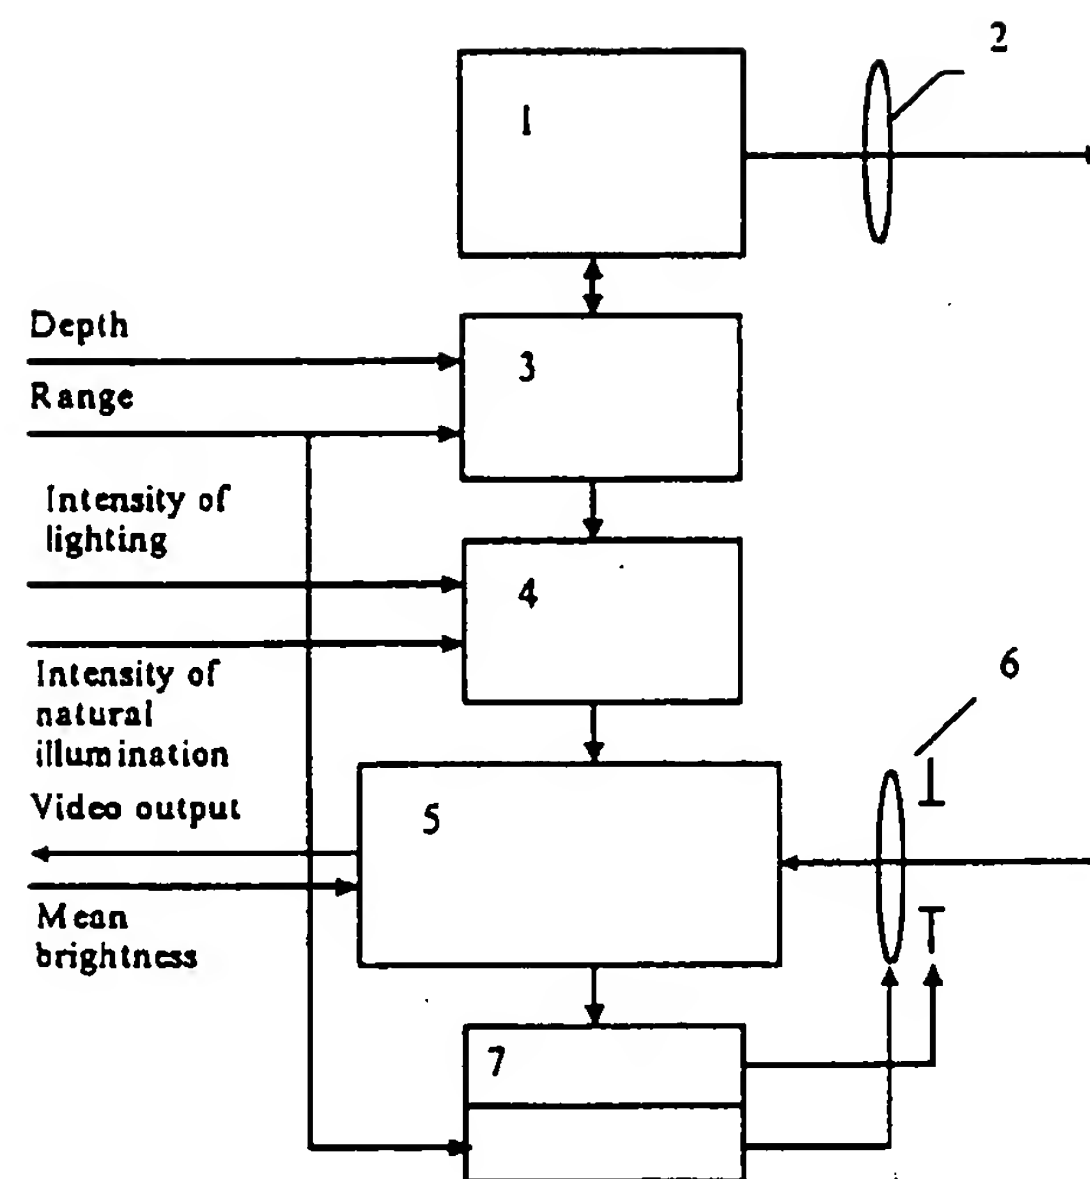 2
1
Depth
3
Range
Intensity of
lighting
4
Intensity of
natural
illumination
6
Video output
5
Mean
brightness
7